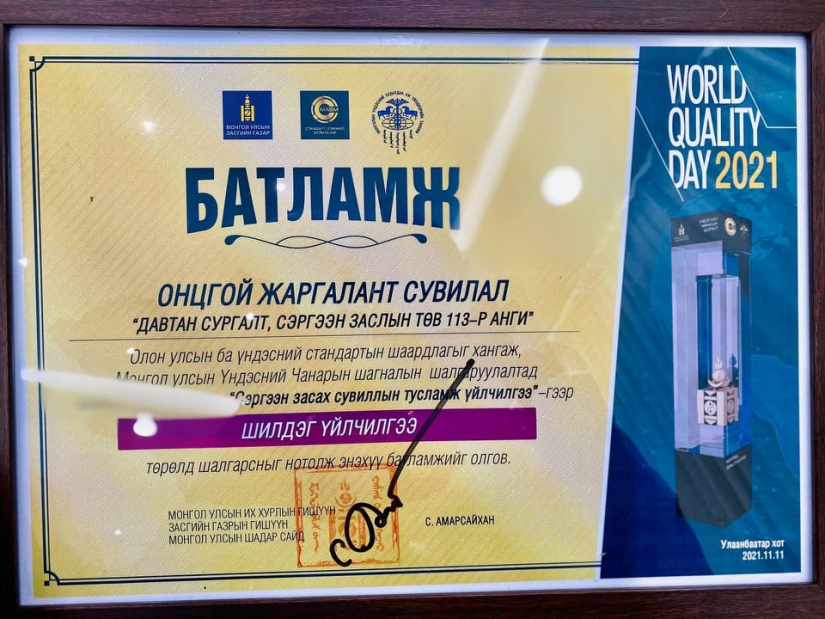 МОНГОЛ УЛСЫН
ЗАСГИЙН ГАЗАР
MASM
БАТЛАМЖ
ОНЦГОЙ ЖАРГАЛАНТ СУВИЛАЛ
“ДАВТАН СУРГАЛТ, СЭРГЭЭН ЗАСЛЫН ТӨВ 113-Р АНГИ”
Олон улсын ба үндэсний стандартын шаардлагыг хангаж,
Монгол улсын Үндэсний Чанарын шагналын шалгаруулалтад
“Сэргээн засах сувиллын тусламж үйлчилгээ”-гээр
ШИЛДЭГ ҮЙЛЧИЛГЭЭ
төрөлд шалгарсныг нотолж энэхүү батламжийг олгов.
МОНГОЛ УЛСЫН ИХ ХУРЛЫН ГИШҮҮН
ЗАСГИЙН ГАЗРЫН ГИШҮҮН
МОНГОЛ УЛСЫН ШАДАР САЙД
С. АМАРСАЙХАН
WORLD
QUALITY
DAY 2021
Улаанбаатар хот
2021.11.11